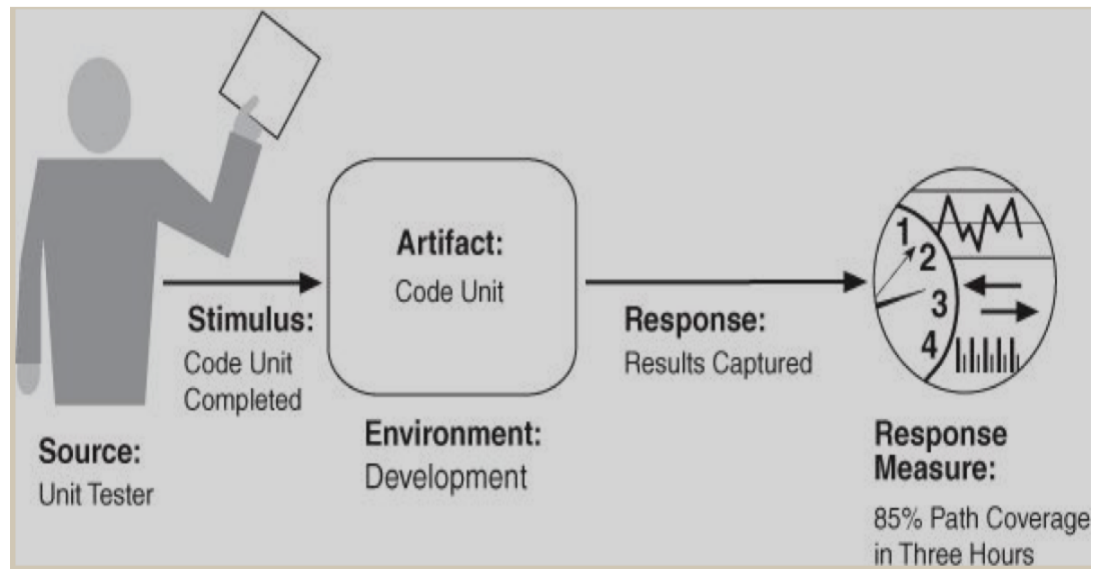 Source:
Unit Tester
Stimulus:
Code Unit
Completed
Artifact:
Code Unit
Environment:
Development
Response:
Results Captured
1
2
3
4
Response
Measure:
85% Path Coverage
in Three Hours